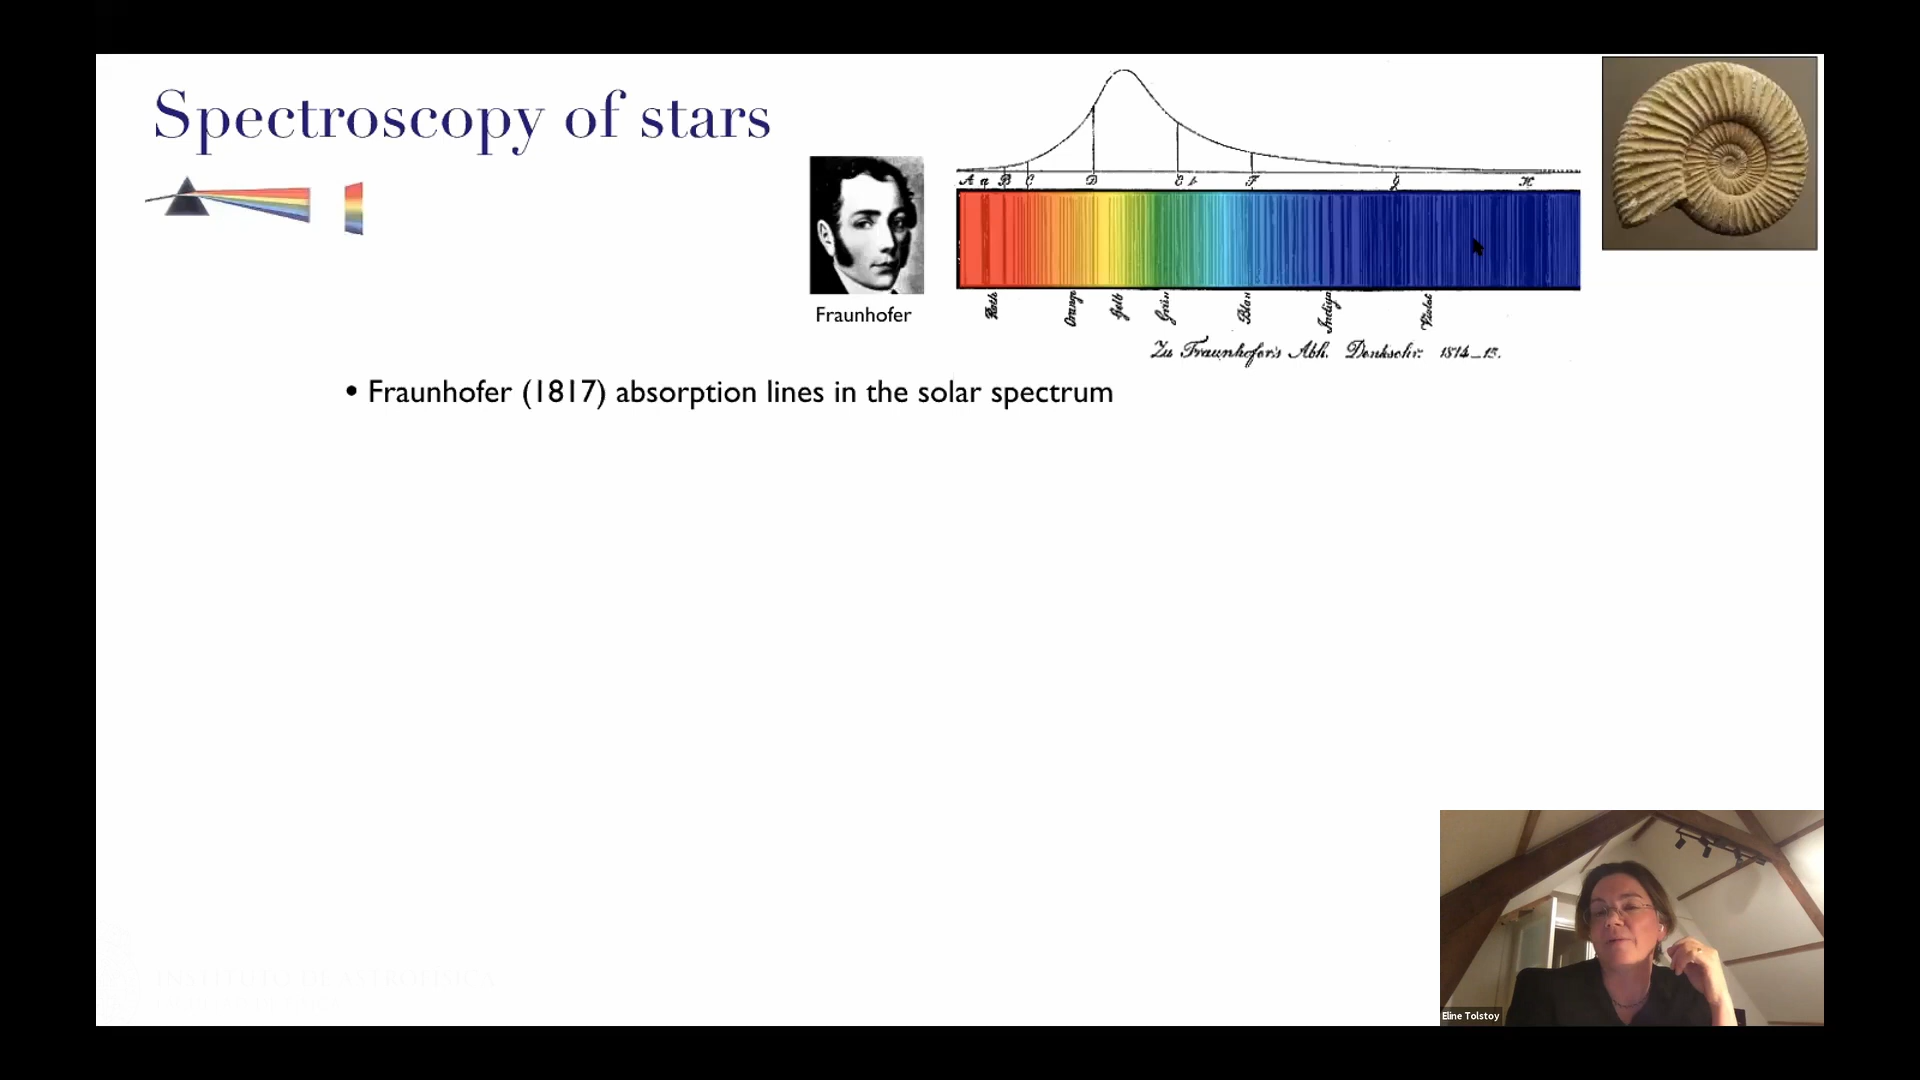 Spectroscopy of stars
A a B C D E b F G H
Roth Orange Gelb Grün Blau Indigo Violet
Fraunhofer
Zu Fraunhofer's Abh. Denkschr. 1814_15.
• Fraunhofer (1817) absorption lines in the solar spectrum
Eline Tolstoy